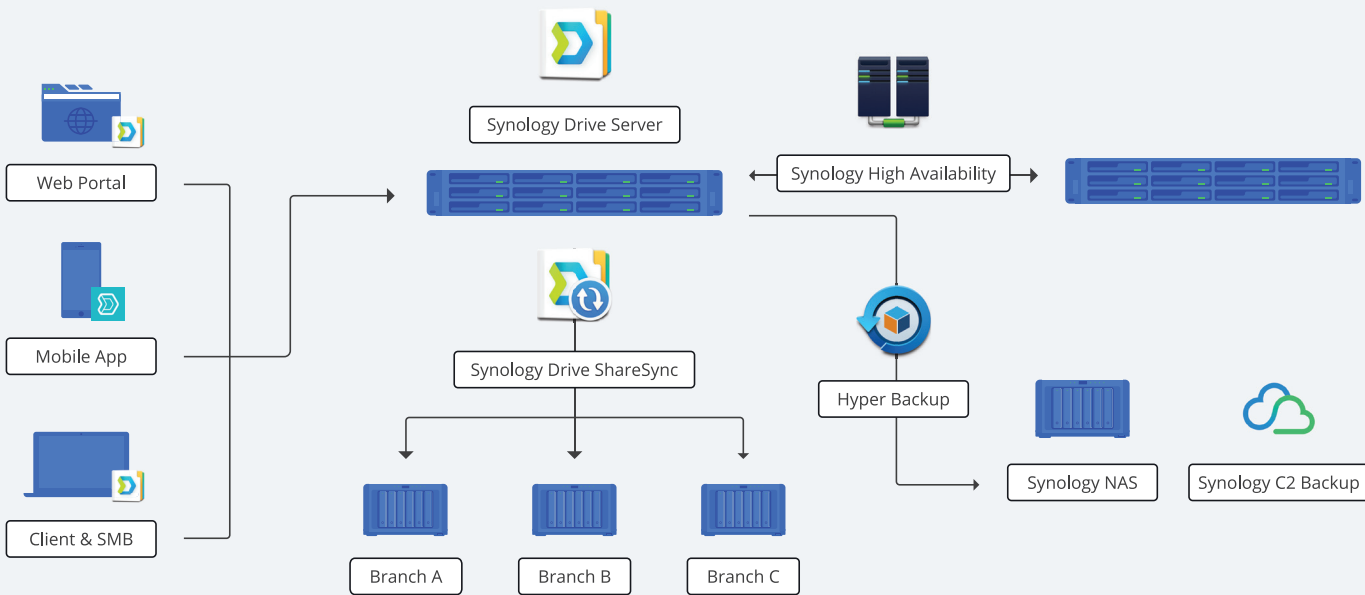 Synology Drive Server
Web Portal
Synology High Availability
Mobile App
Synology Drive ShareSync
Hyper Backup
Client & SMB
Synology NAS
Synology C2 Backup
Branch A
Branch B
Branch C